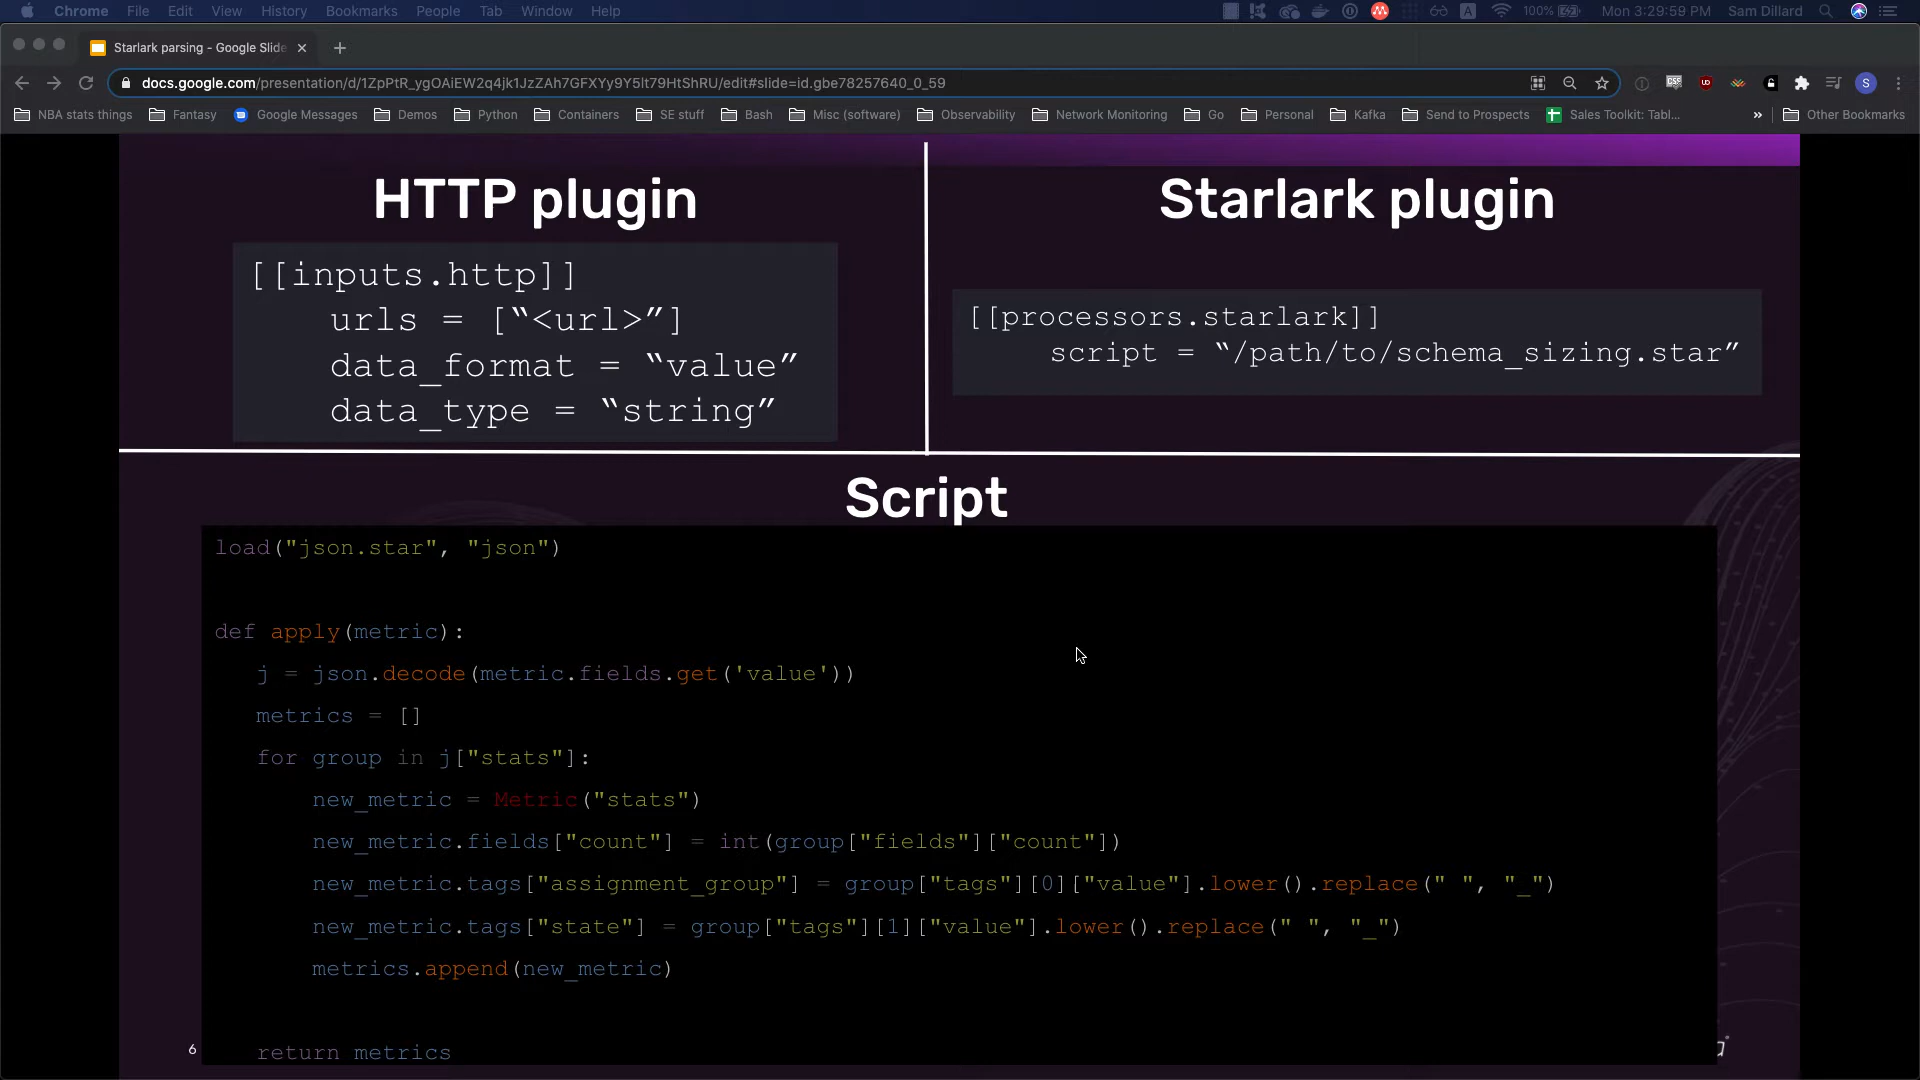 Chrome File Edit View History Bookmarks People Tab Window Help 100% Mon 3:29:59 PM Sam Dillard
Starlark parsing - Google Slide
docs.google.com/presentation/d/1ZpPtR_ygOAiEW2q4jk1JzZAh7GFXYy9Y5lt79HtShRU/edit#slide=id.gbe78257640_0_59
NBA stats things Fantasy Google Messages Demos Python Containers SE stuff Bash Misc (software) Observability Network Monitoring Go Personal Kafka Send to Prospects Sales Toolkit: Tabl... » Other Bookmarks
HTTP plugin
[[inputs.http]]
urls = [“<url>”]
data_format = “value”
data_type = “string”
Starlark plugin
[[processors.starlark]]
script = “/path/to/schema_sizing.star”
Script
load("json.star", "json")
def apply(metric):
j = json.decode(metric.fields.get('value'))
metrics = []
for group in j["stats"]:
new_metric = Metric("stats")
new_metric.fields["count"] = int(group["fields"]["count"])
new_metric.tags["assignment_group"] = group["tags"][0]["value"].lower().replace(" ", "_")
new_metric.tags["state"] = group["tags"][1]["value"].lower().replace(" ", "_")
metrics.append(new_metric)
return metrics
6